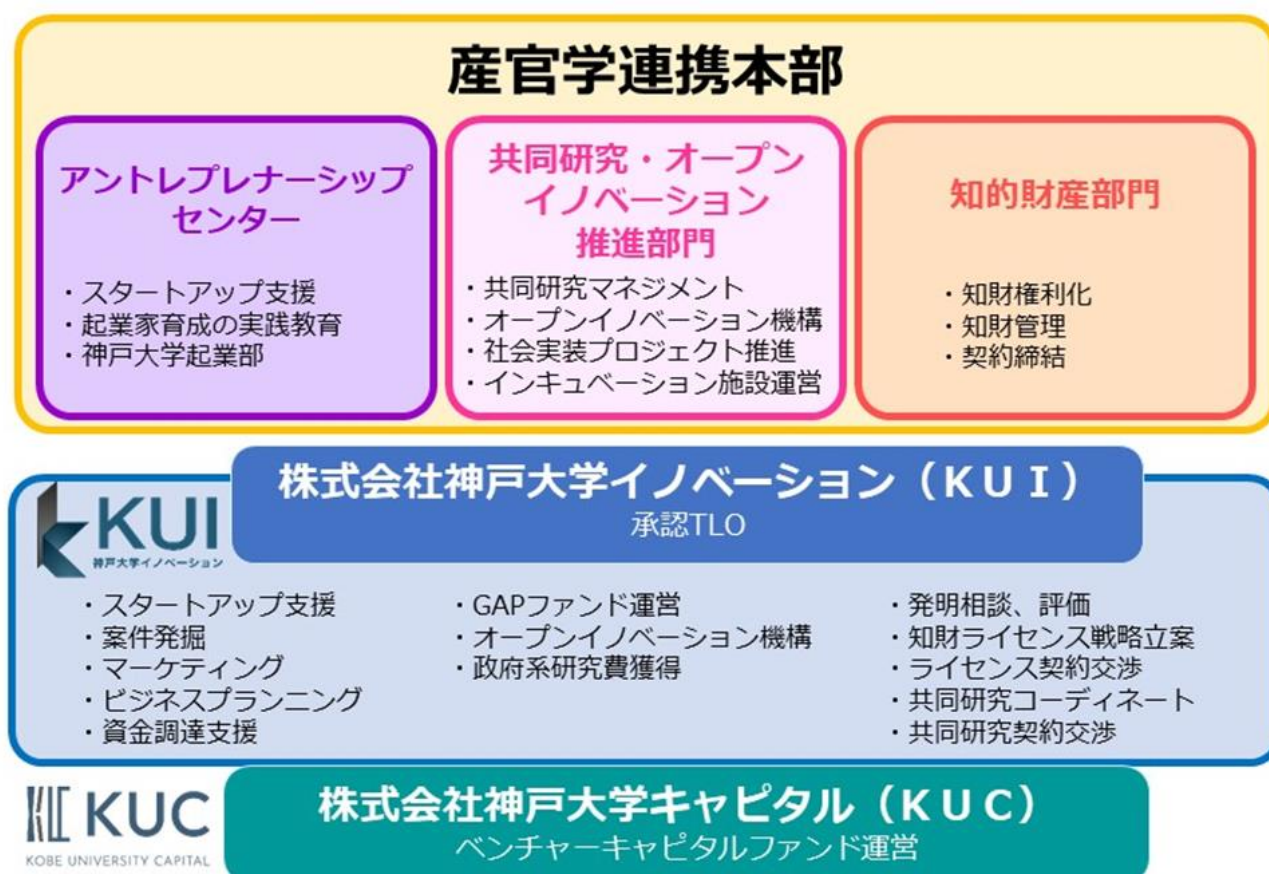 産官学連携本部
アントレプレナーシップ
センター
・スタートアップ支援
・起業家育成の実践教育
・神戸大学起業部
共同研究・オープン
イノベーション
推進部門
・共同研究マネジメント
・オープンイノベーション機構
・社会実装プロジェクト推進
・インキュベーション施設運営
知的財産部門
・知財権利化
・知財管理
・契約締結
株式会社神戸大学イノベーション（ＫＵＩ）
承認TLO
KUI
神戸大学イノベーション
・スタートアップ支援
・案件発掘
・マーケティング
・ビジネスプランニング
・資金調達支援
・GAPファンド運営
・オープンイノベーション機構
・政府系研究費獲得
・発明相談、評価
・知財ライセンス戦略立案
・ライセンス契約交渉
・共同研究コーディネート
・共同研究契約交渉
KUC
KOBE UNIVERSITY CAPITAL
株式会社神戸大学キャピタル（ＫＵＣ）
ベンチャーキャピタルファンド運営